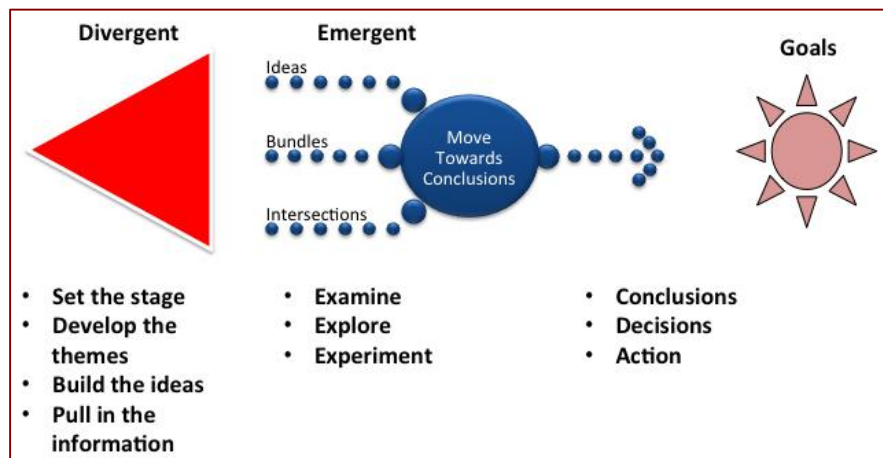 Divergent
Emergent
Goals
Ideas
Bundles
Intersections
Move
Towards
Conclusions
• Set the stage
• Develop the
themes
• Build the ideas
• Pull in the
information
• Examine
• Explore
• Experiment
• Conclusions
• Decisions
• Action